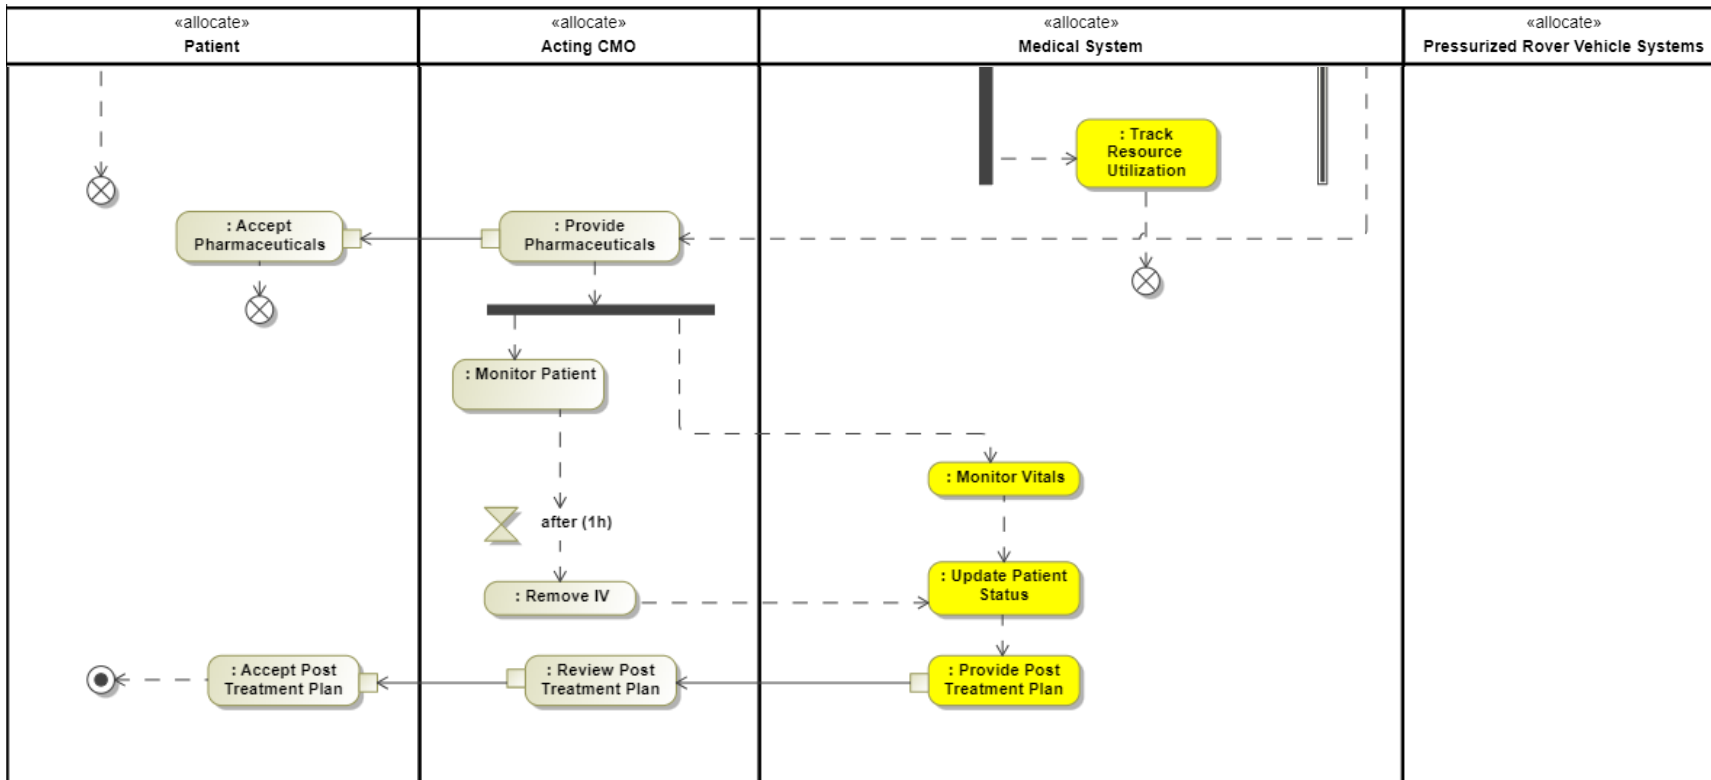 «allocate»
Patient
«allocate»
Acting CMO
«allocate»
Medical System
«allocate»
Pressurized Rover Vehicle Systems
: Track
Resource
Utilization
: Accept
Pharmaceuticals
: Provide
Pharmaceuticals
: Monitor Patient
: Monitor Vitals
after (1h)
: Update Patient
Status
: Remove IV
: Accept Post
Treatment Plan
: Review Post
Treatment Plan
: Provide Post
Treatment Plan